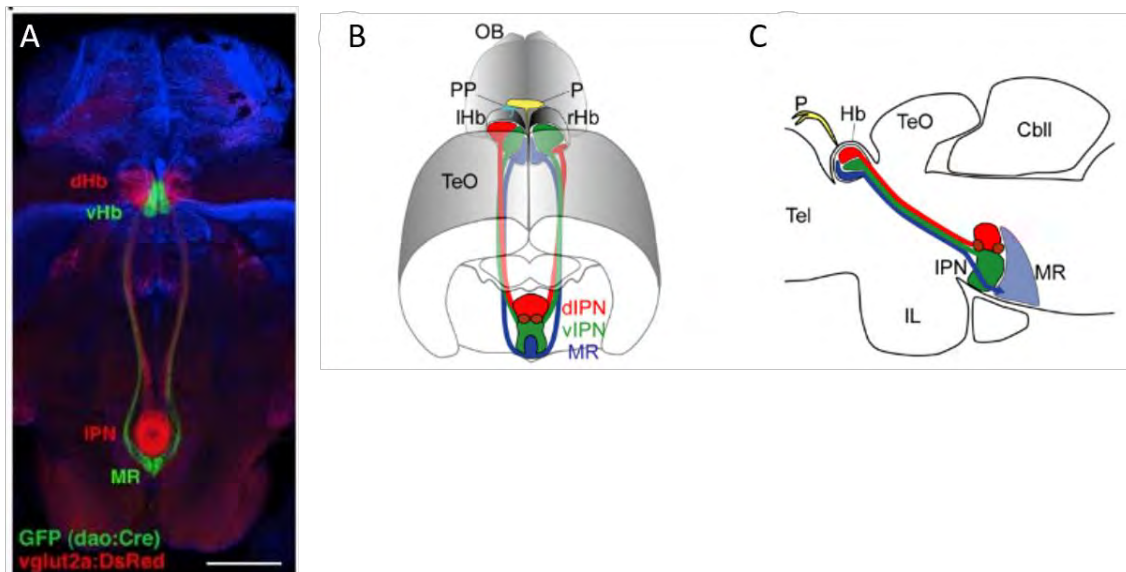 A
dHb
vHb
IPN
MR
GFP (dao:Cre)
vglut2a:DsRed
B
OB
PP P
lHb rHb
TeO
dIPN
vIPN
MR
C
P Hb
TeO CbII
Tel
IPN MR
IL